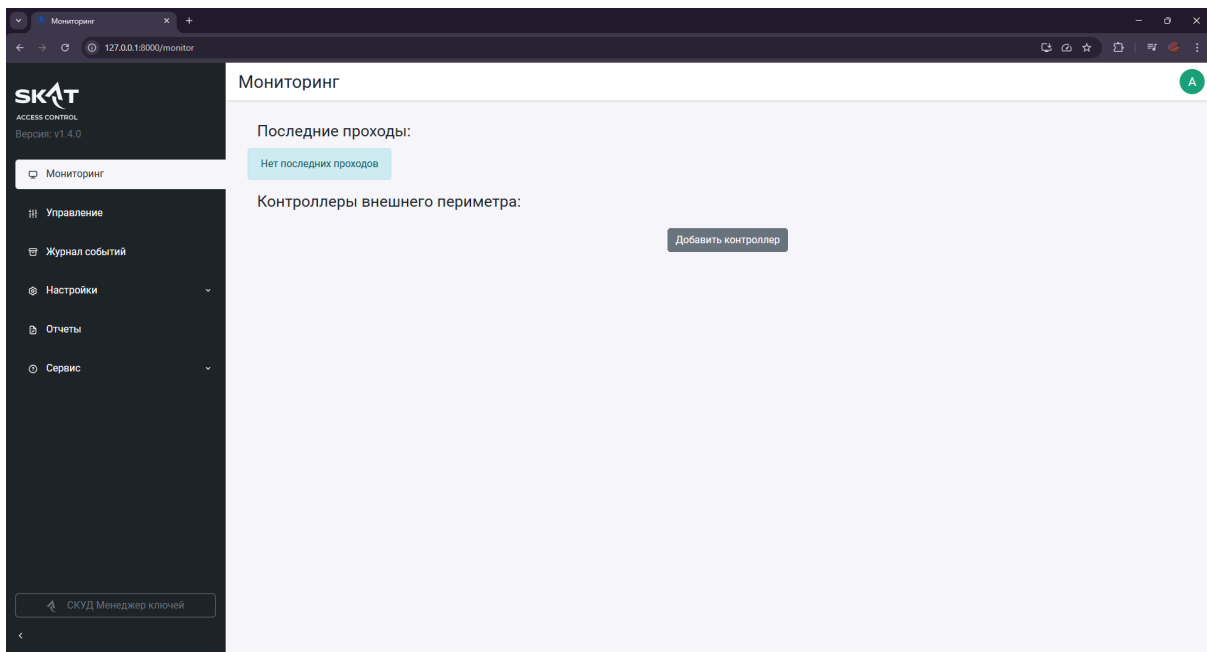 Мониторинг
127.0.0.1:8000/monitor
SKAT
ACCESS CONTROL
Версия: v1.4.0
Мониторинг
Управление
Журнал событий
Настройки
Отчеты
Сервис
СКУД Менеджер ключей
Мониторинг
A
Последние проходы:
Нет последних проходов
Контроллеры внешнего периметра:
Добавить контроллер